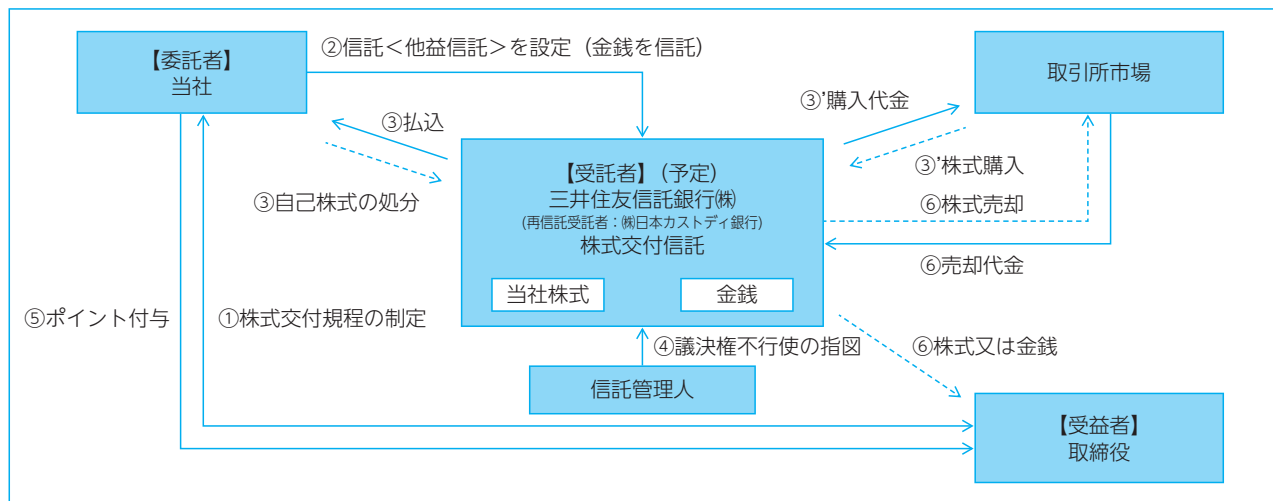 【委託者】
当社
②信託＜他益信託＞を設定（金銭を信託）
取引所市場
③払込
③自己株式の処分
③’購入代金
③’株式購入
【受託者】（予定）
三井住友信託銀行㈱
（再信託受託者：㈱日本カストディ銀行）
株式交付信託
当社株式
金銭
⑥株式売却
⑥売却代金
⑤ポイント付与
①株式交付規程の制定
④議決権不行使の指図
⑥株式又は金銭
信託管理人
【受益者】
取締役